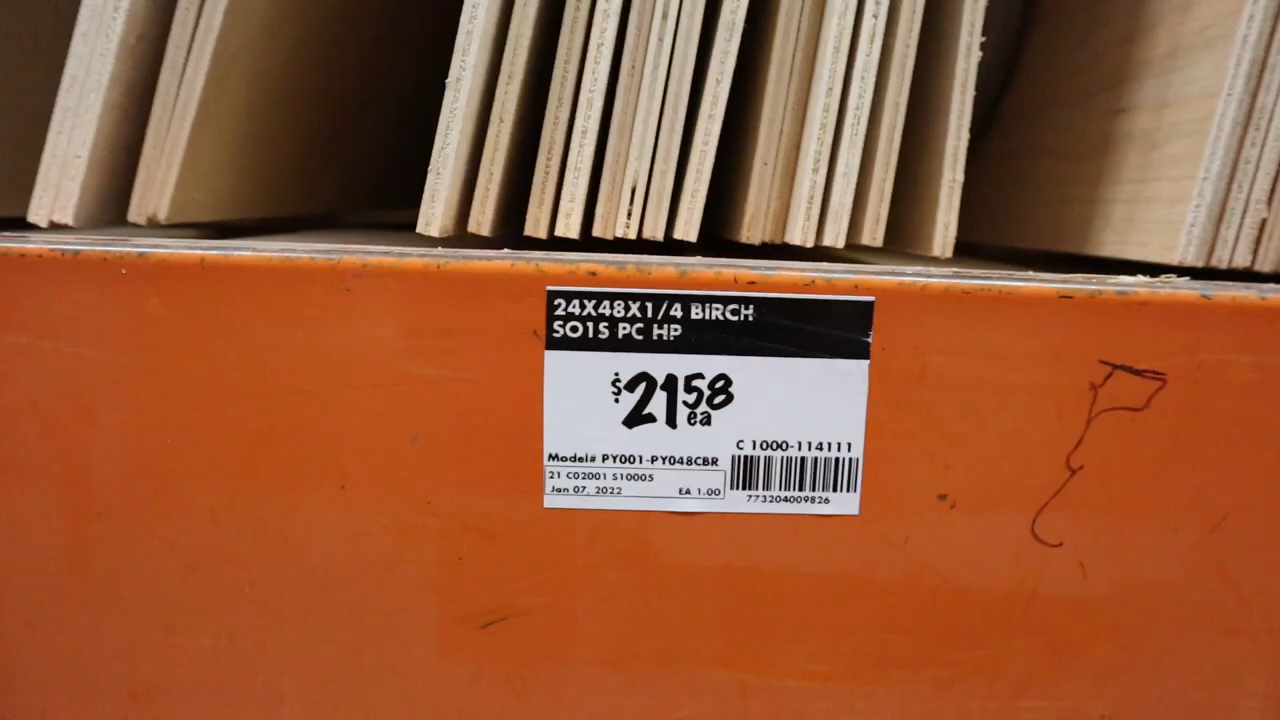 24X48X1/4 BIRCH
SO1S PC HP
$21.58
ea
C 1000-114111
Model# PY001-PY048CBR
21 C02001 S10005
Jan 07, 2022 EA 1.00
773204009826